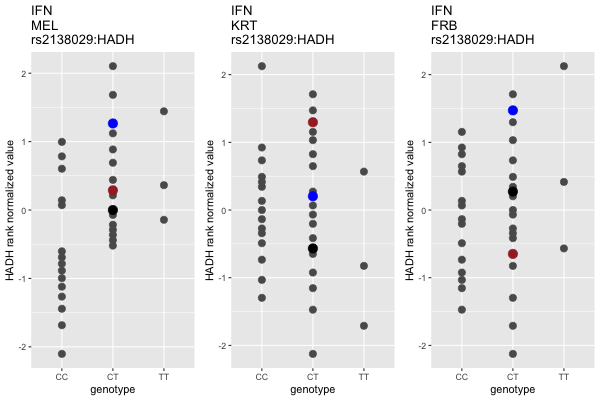 IFN
MEL
rs2138029:HADH
HADH rank normalized value
2
1
0
-1
-2
CC CT TT
genotype
IFN
KRT
rs2138029:HADH
HADH rank normalized value
2
1
0
-1
-2
CC CT TT
genotype
IFN
FRB
rs2138029:HADH
HADH rank normalized value
2
1
0
-1
-2
CC CT TT
genotype